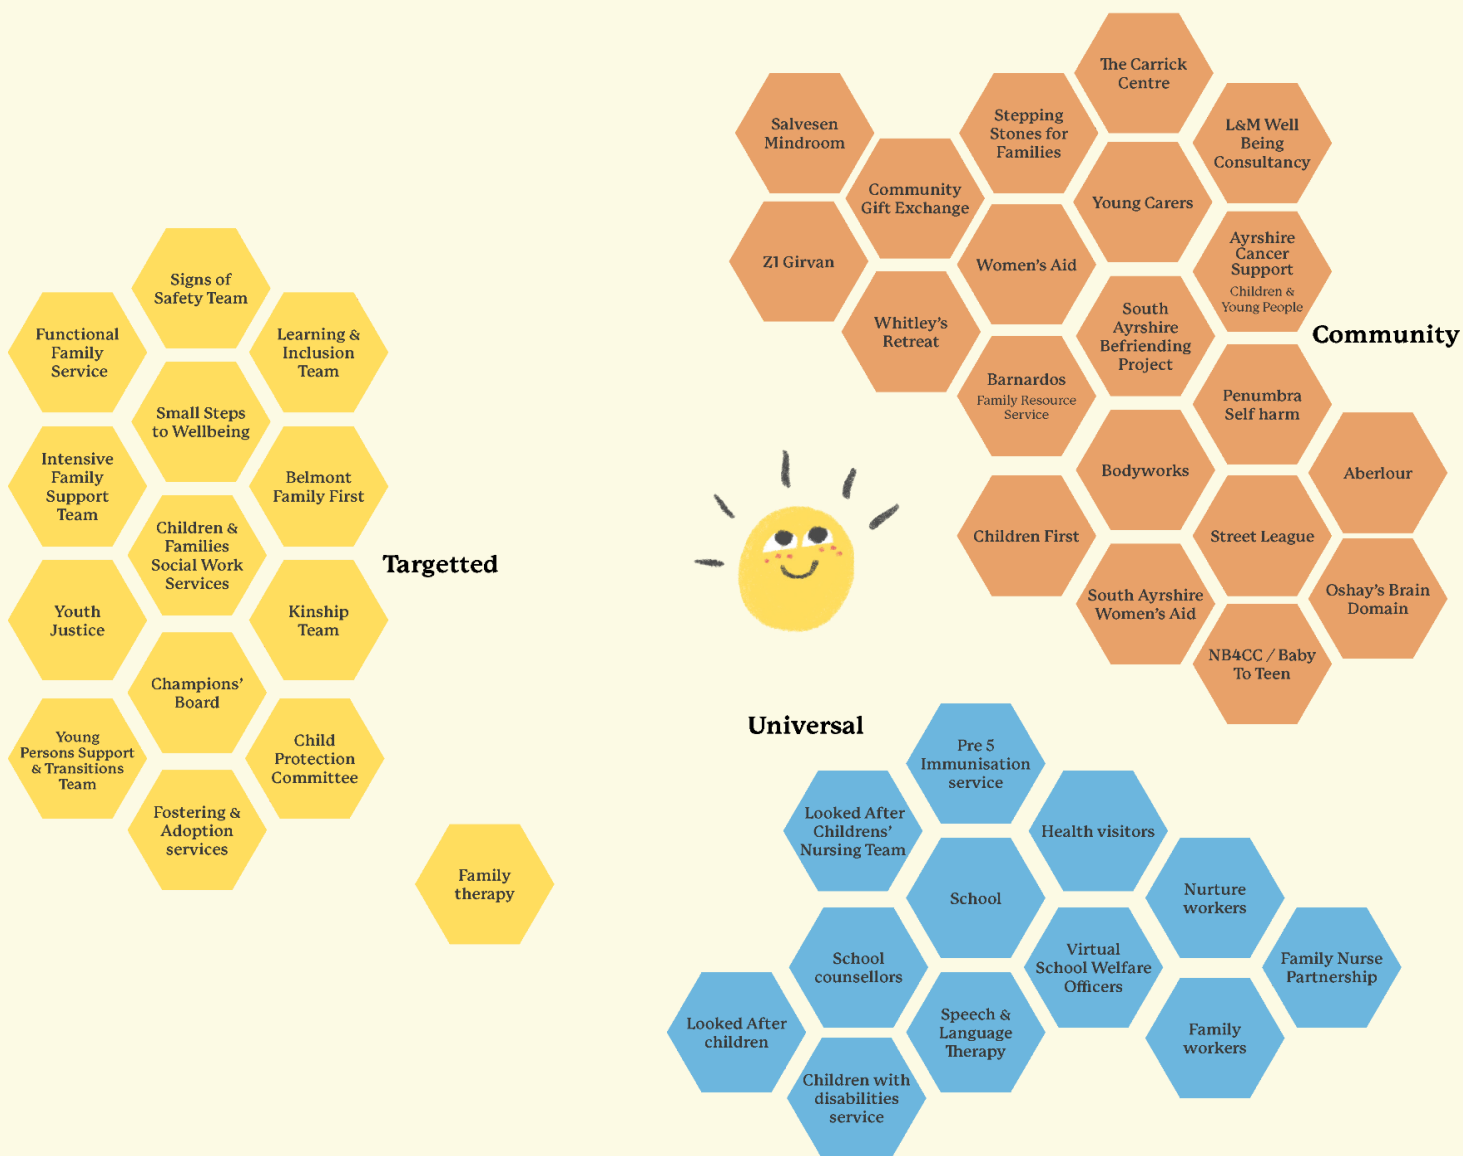 Targetted
Signs of
Safety Team
Functional
Family
Service
Learning &
Inclusion
Team
Small Steps
to Wellbeing
Intensive
Family
Support
Team
Belmont
Family First
Children &
Families
Social Work
Services
Youth
Justice
Kinship
Team
Champions’
Board
Young
Persons Support
& Transitions
Team
Child
Protection
Committee
Fostering &
Adoption
services
Family
therapy
Community
The Carrick
Centre
Salvesen
Mindroom
Stepping
Stones for
Families
L&M Well
Being
Consultancy
Community
Gift Exchange
Young Carers
Z1 Girvan
Women’s Aid
Ayrshire
Cancer
Support
Children &
Young People
Whitley’s
Retreat
South
Ayrshire
Befriending
Project
Barnardos
Family Resource
Service
Penumbra
Self harm
Bodyworks
Aberlour
Children First
Street League
South Ayrshire
Women’s Aid
Oshay’s Brain
Domain
NB4CC / Baby
To Teen
Universal
Pre 5
Immunisation
service
Looked After
Childrens’
Nursing Team
Health visitors
School
Nurture
workers
School
counsellors
Virtual
School Welfare
Officers
Family Nurse
Partnership
Looked After
children
Speech &
Language
Therapy
Family
workers
Children with
disabilities
service